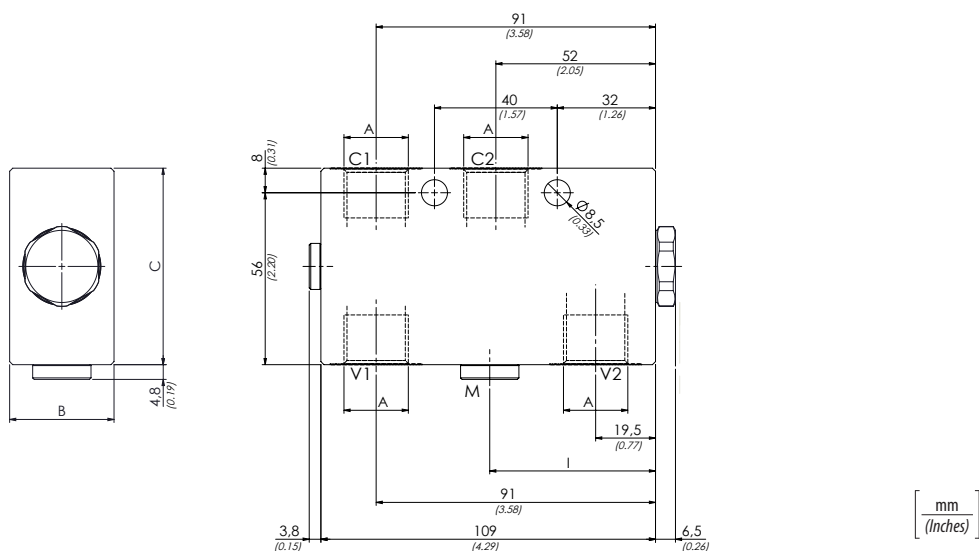 91
(3.58)
52
(2.05)
40
(1.57)
32
(1.26)
A
A
8
(0.31)
C1
C2
Ø8,5
(0.33)
C
56
(2.20)
V1
M
V2
4,8
(0.19)
B
A
A
19,5
(0.77)
I
91
(3.58)
3,8
(0.15)
109
(4.29)
6,5
(0.26)
mm
(Inches)